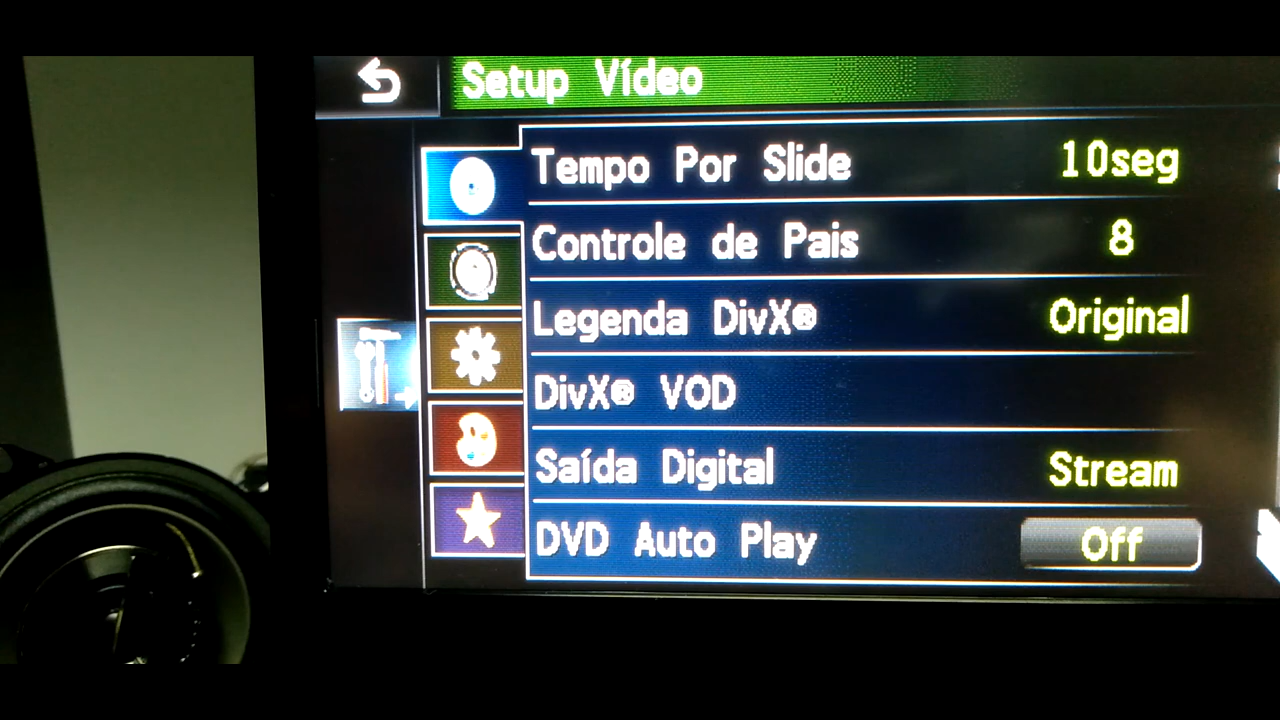 Setup Vídeo
Tempo Por Slide 10seg
Controle de Pais 8
Legenda DivX® Original
DivX® VOD
Saída Digital Stream
DVD Auto Play Off